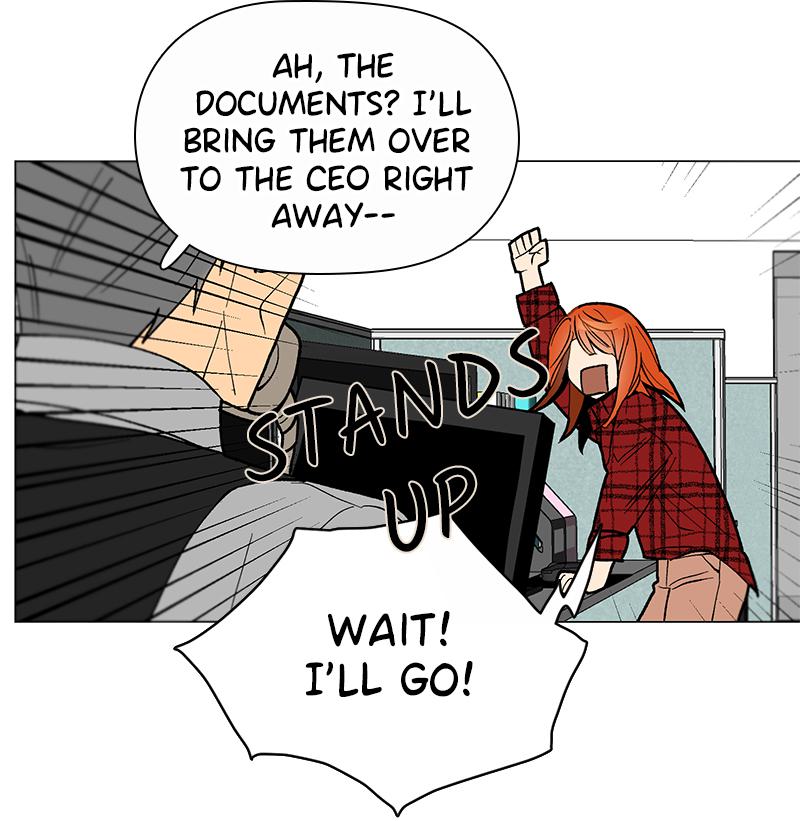 AH, THE
DOCUMENTS? I'LL
BRING THEM OVER
TO THE CEO RIGHT
AWAY--
STANDS
UP
WAIT!
I'LL GO!